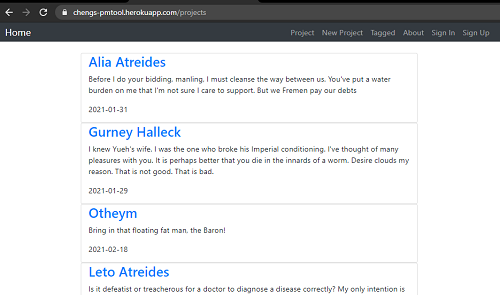 chengs-pmtool.herokuapp.com/projects
Home Project New Project Tagged About Sign In Sign Up
Alia Atreides
Before I do your bidding, manling, I must cleanse the way between us. You've put a water
burden on me that I'm not sure I care to support. But we Fremen pay our debts
2021-01-31
Gurney Halleck
I knew Yueh's wife. I was the one who broke his Imperial conditioning. I've thought of many
pleasures with you. It is perhaps better that you die in the innards of a worm. Desire clouds my
reason. That is not good. That is bad.
2021-01-29
Otheym
Bring in that floating fat man, the Baron!
2021-02-18
Leto Atreides
Is it defeatist or treacherous for a doctor to diagnose a disease correctly? My only intention is